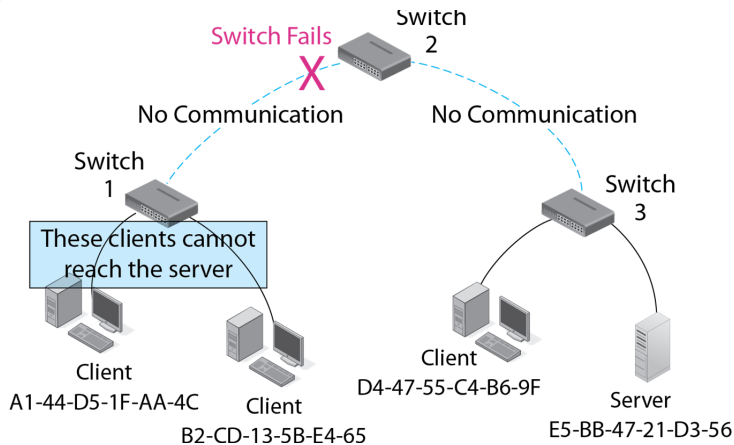 Switch
2
Switch Fails
X
No Communication
No Communication
Switch
1
Switch
3
These clients cannot
reach the server
Client
A1-44-D5-1F-AA-4C
Client
B2-CD-13-5B-E4-65
Client
D4-47-55-C4-B6-9F
Server
E5-BB-47-21-D3-56